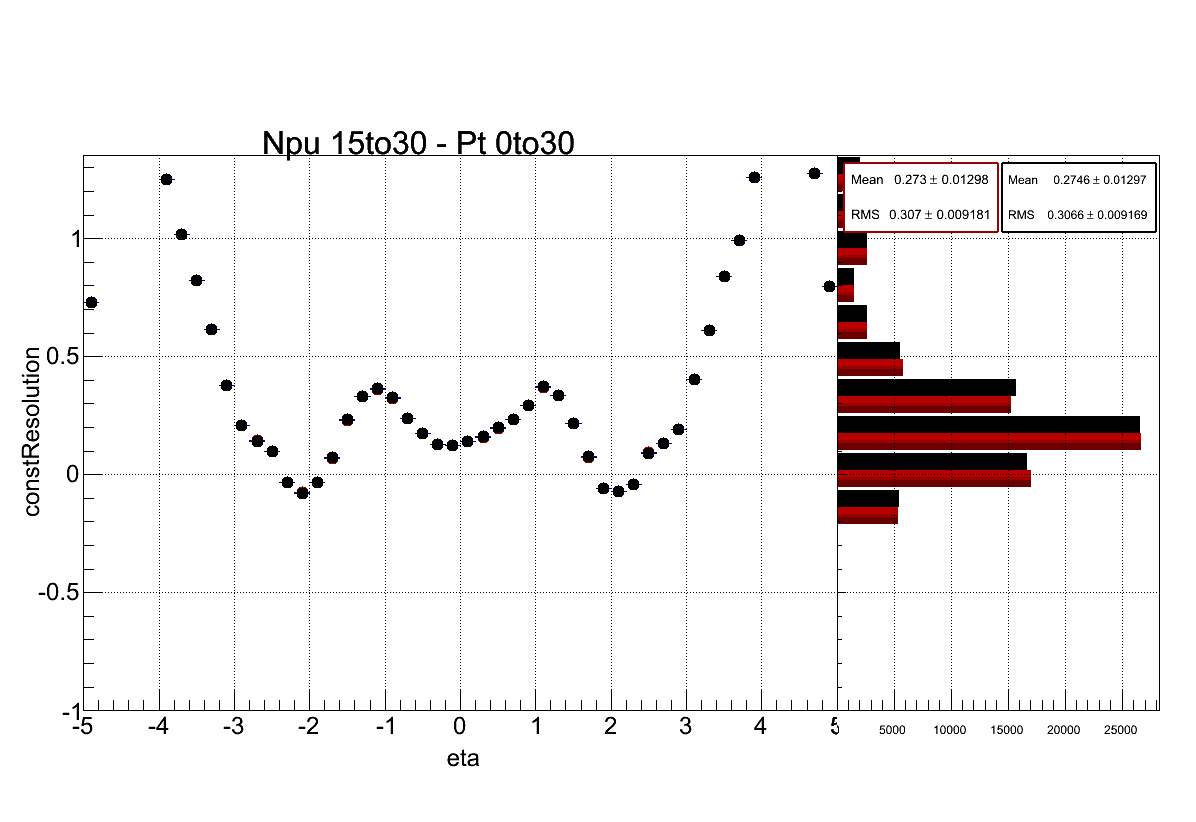 Npu 15to30 - Pt 0to30
Mean 0.273 ± 0.01298
RMS 0.307 ± 0.009181
Mean 0.2746 ± 0.01297
RMS 0.3066 ± 0.009169
constResolution
1
0.5
0
-0.5
-1
-5 -4 -3 -2 -1 0 1 2 3 4 5
5000 10000 15000 20000 25000
eta